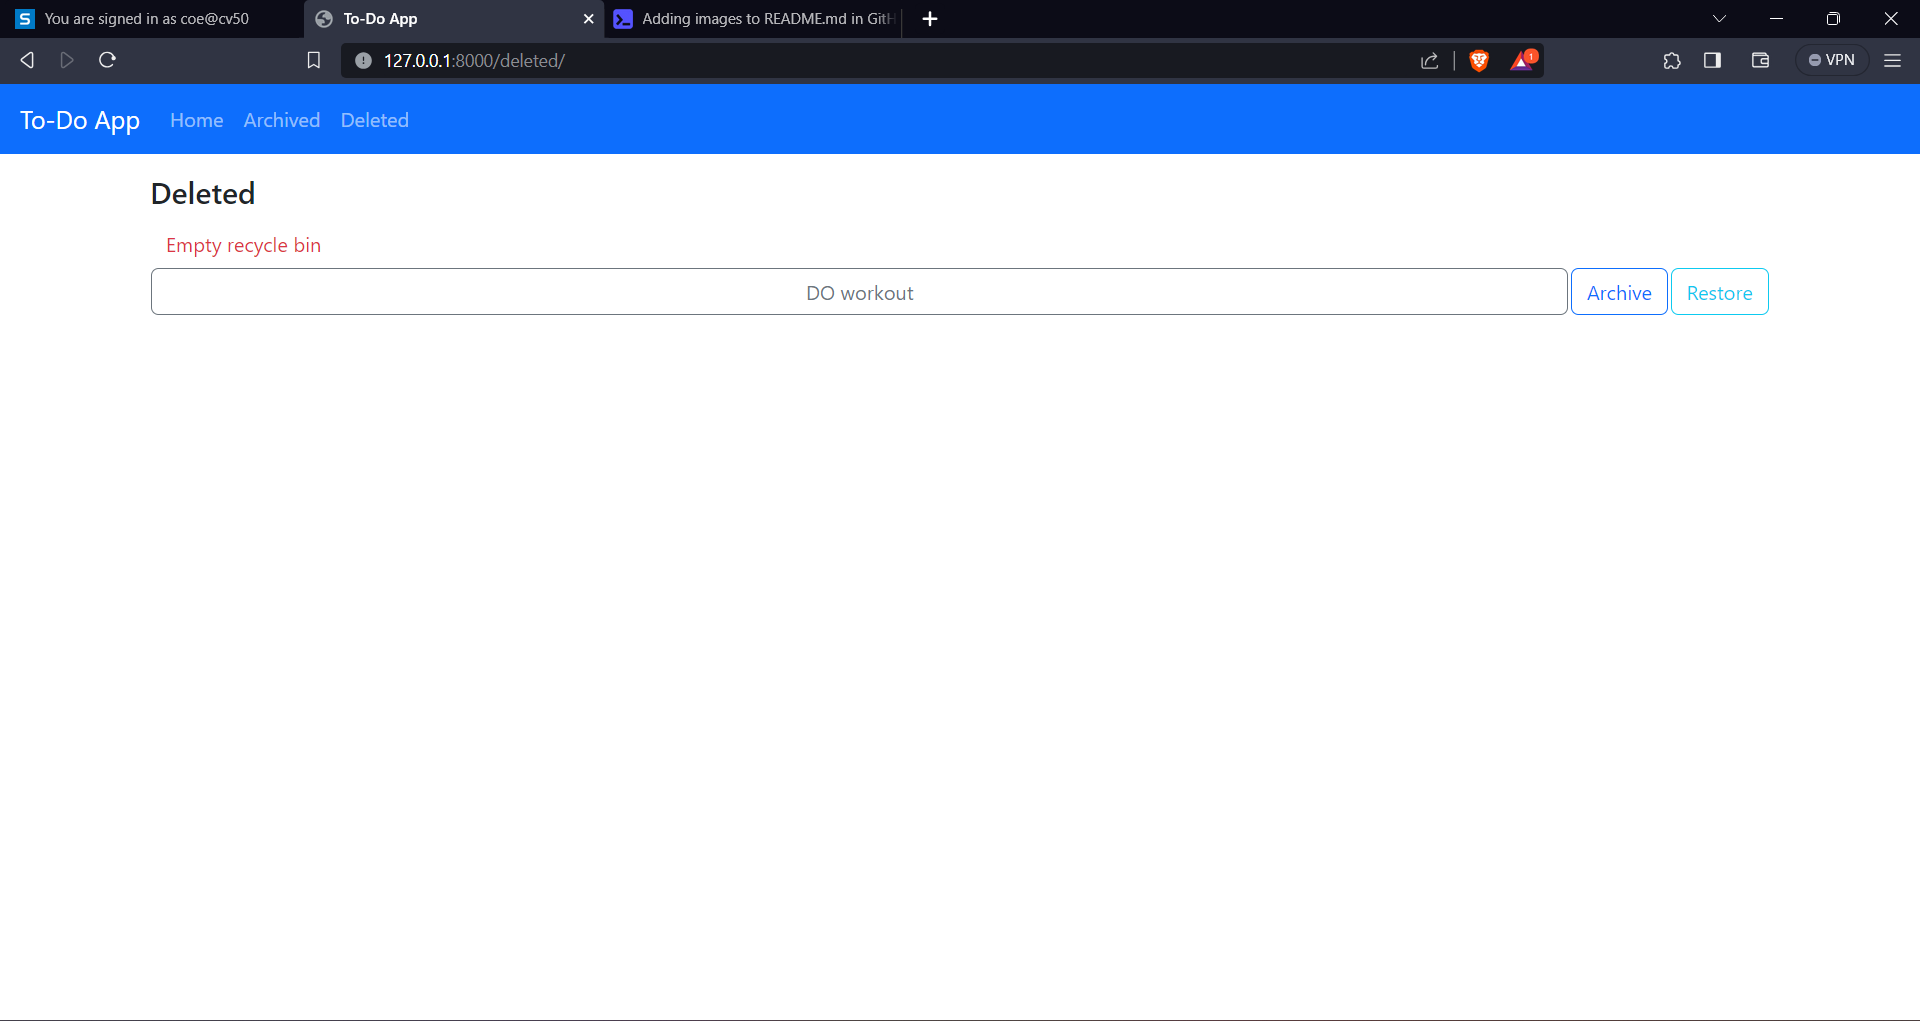 You are signed in as coe@cv50
To-Do App
Adding images to README.md in GitH
127.0.0.1:8000/deleted/
1
VPN
To-Do App Home Archived Deleted
Deleted
Empty recycle bin
DO workout Archive Restore